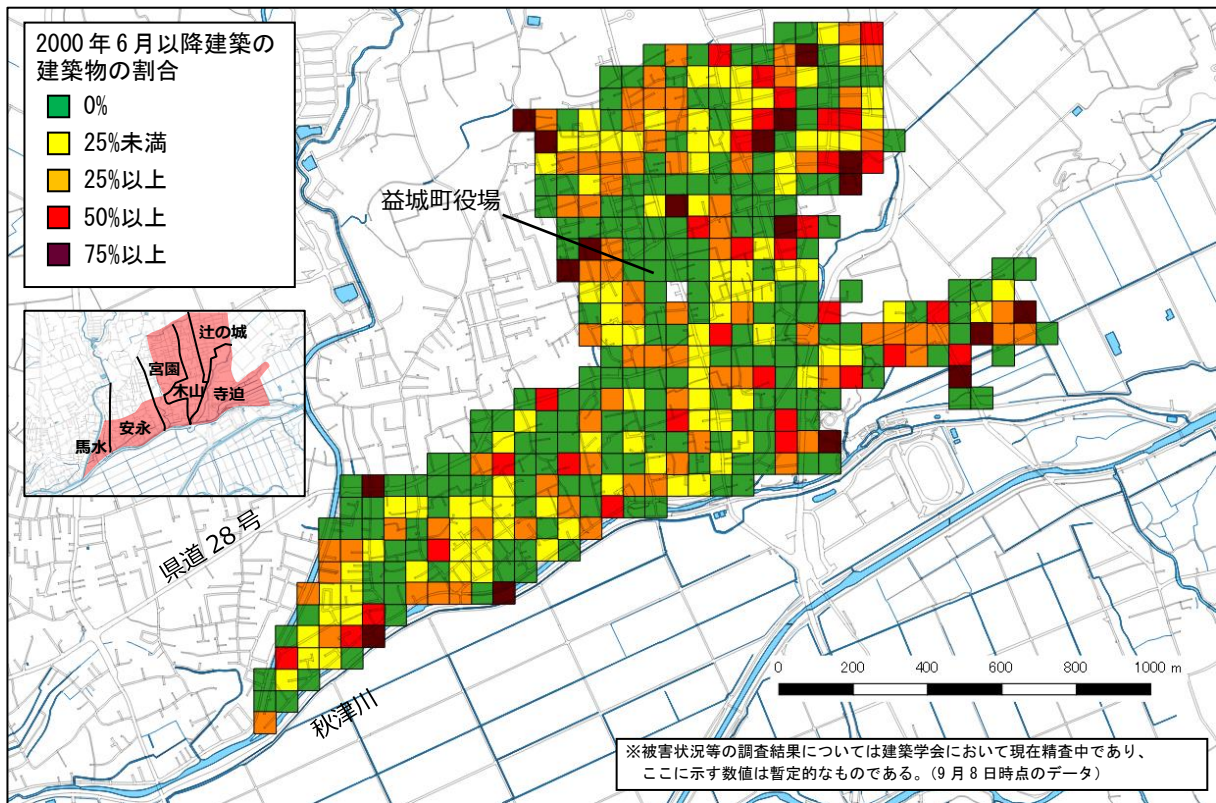 2000年6月以降建築の
建築物の割合
0%
25%未満
25%以上
50%以上
75%以上
益城町役場
辻の城
宮園
木山
寺迫
安永
馬水
県道28号
秋津川
0 200 400 600 800 1000 m
※被害状況等の調査結果については建築学会において現在精査中であり、
ここに示す数値は暫定的なものである。(9月8日時点のデータ)